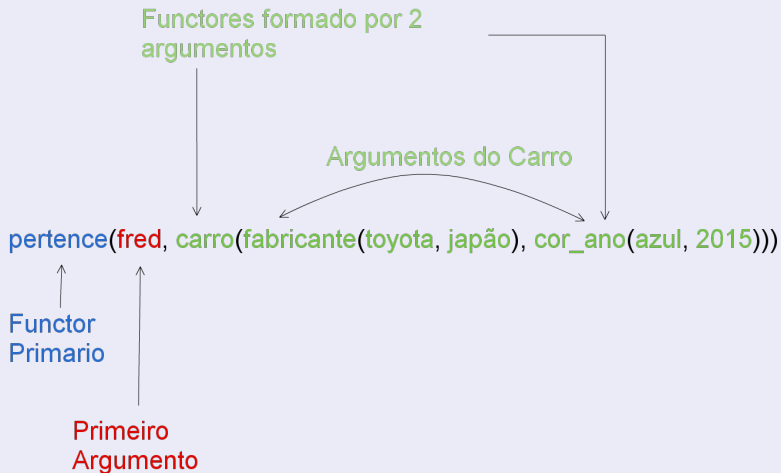 Functores formado por 2
argumentos
Argumentos do Carro
pertence(fred, carro(fabricante(toyota, japão), cor_ano(azul, 2015)))
Functor
Primario
Primeiro
Argumento